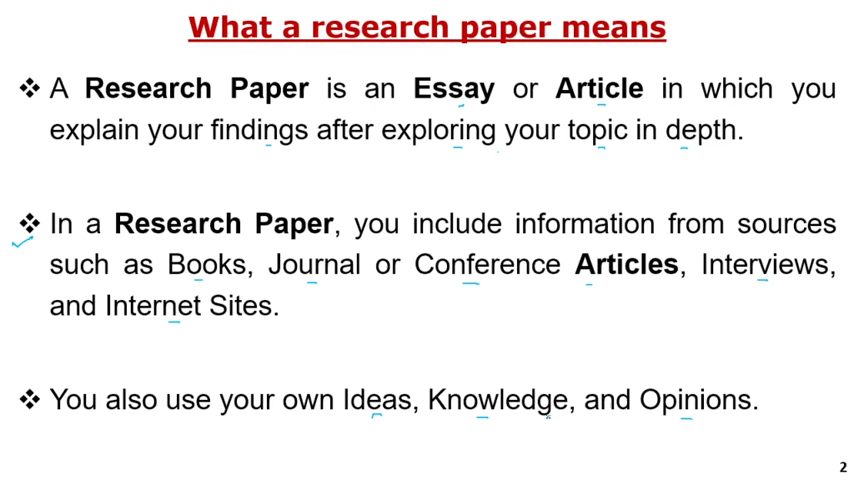 What a research paper means
❖ A Research Paper is an Essay or Article in which you
explain your findings after exploring your topic in depth.
❖ In a Research Paper, you include information from sources
such as Books, Journal or Conference Articles, Interviews,
and Internet Sites.
❖ You also use your own Ideas, Knowledge, and Opinions.
2